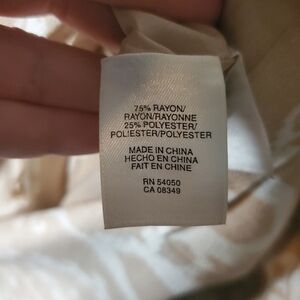 75% RAYON/
RAYON/RAYONNE
25% POLYESTER/
POLIESTER/POLYESTER
MADE IN CHINA
HECHO EN CHINA
FAIT EN CHINE
RN 54050
CA 08349